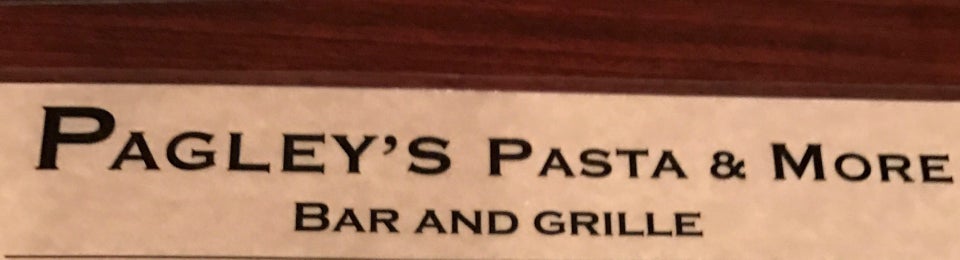 Pagley's Pasta & More
Bar and Grille